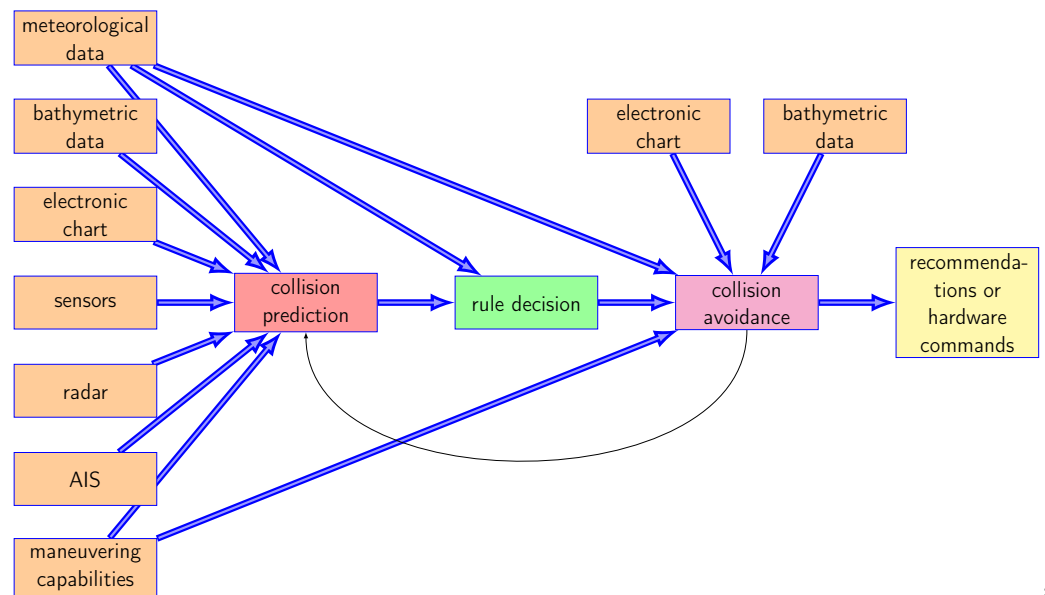 meteorological
data
bathymetric
data
electronic
chart
sensors
radar
AIS
maneuvering
capabilities
collision
prediction
rule decision
electronic
chart
bathymetric
data
collision
avoidance
recommenda-
tions or
hardware
commands